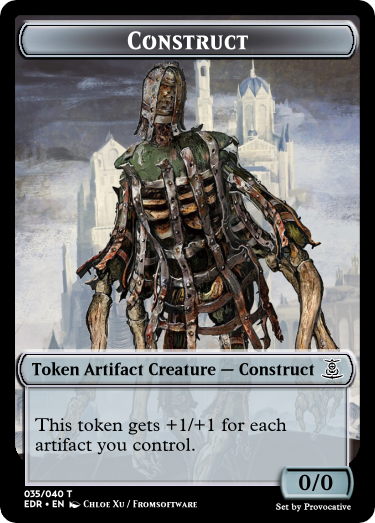 Construct
Token Artifact Creature — Construct
This token gets +1/+1 for each
artifact you control.
0/0
035/040 T
EDR • EN Chloe Xu / Fromsoftware
Set by Provocative